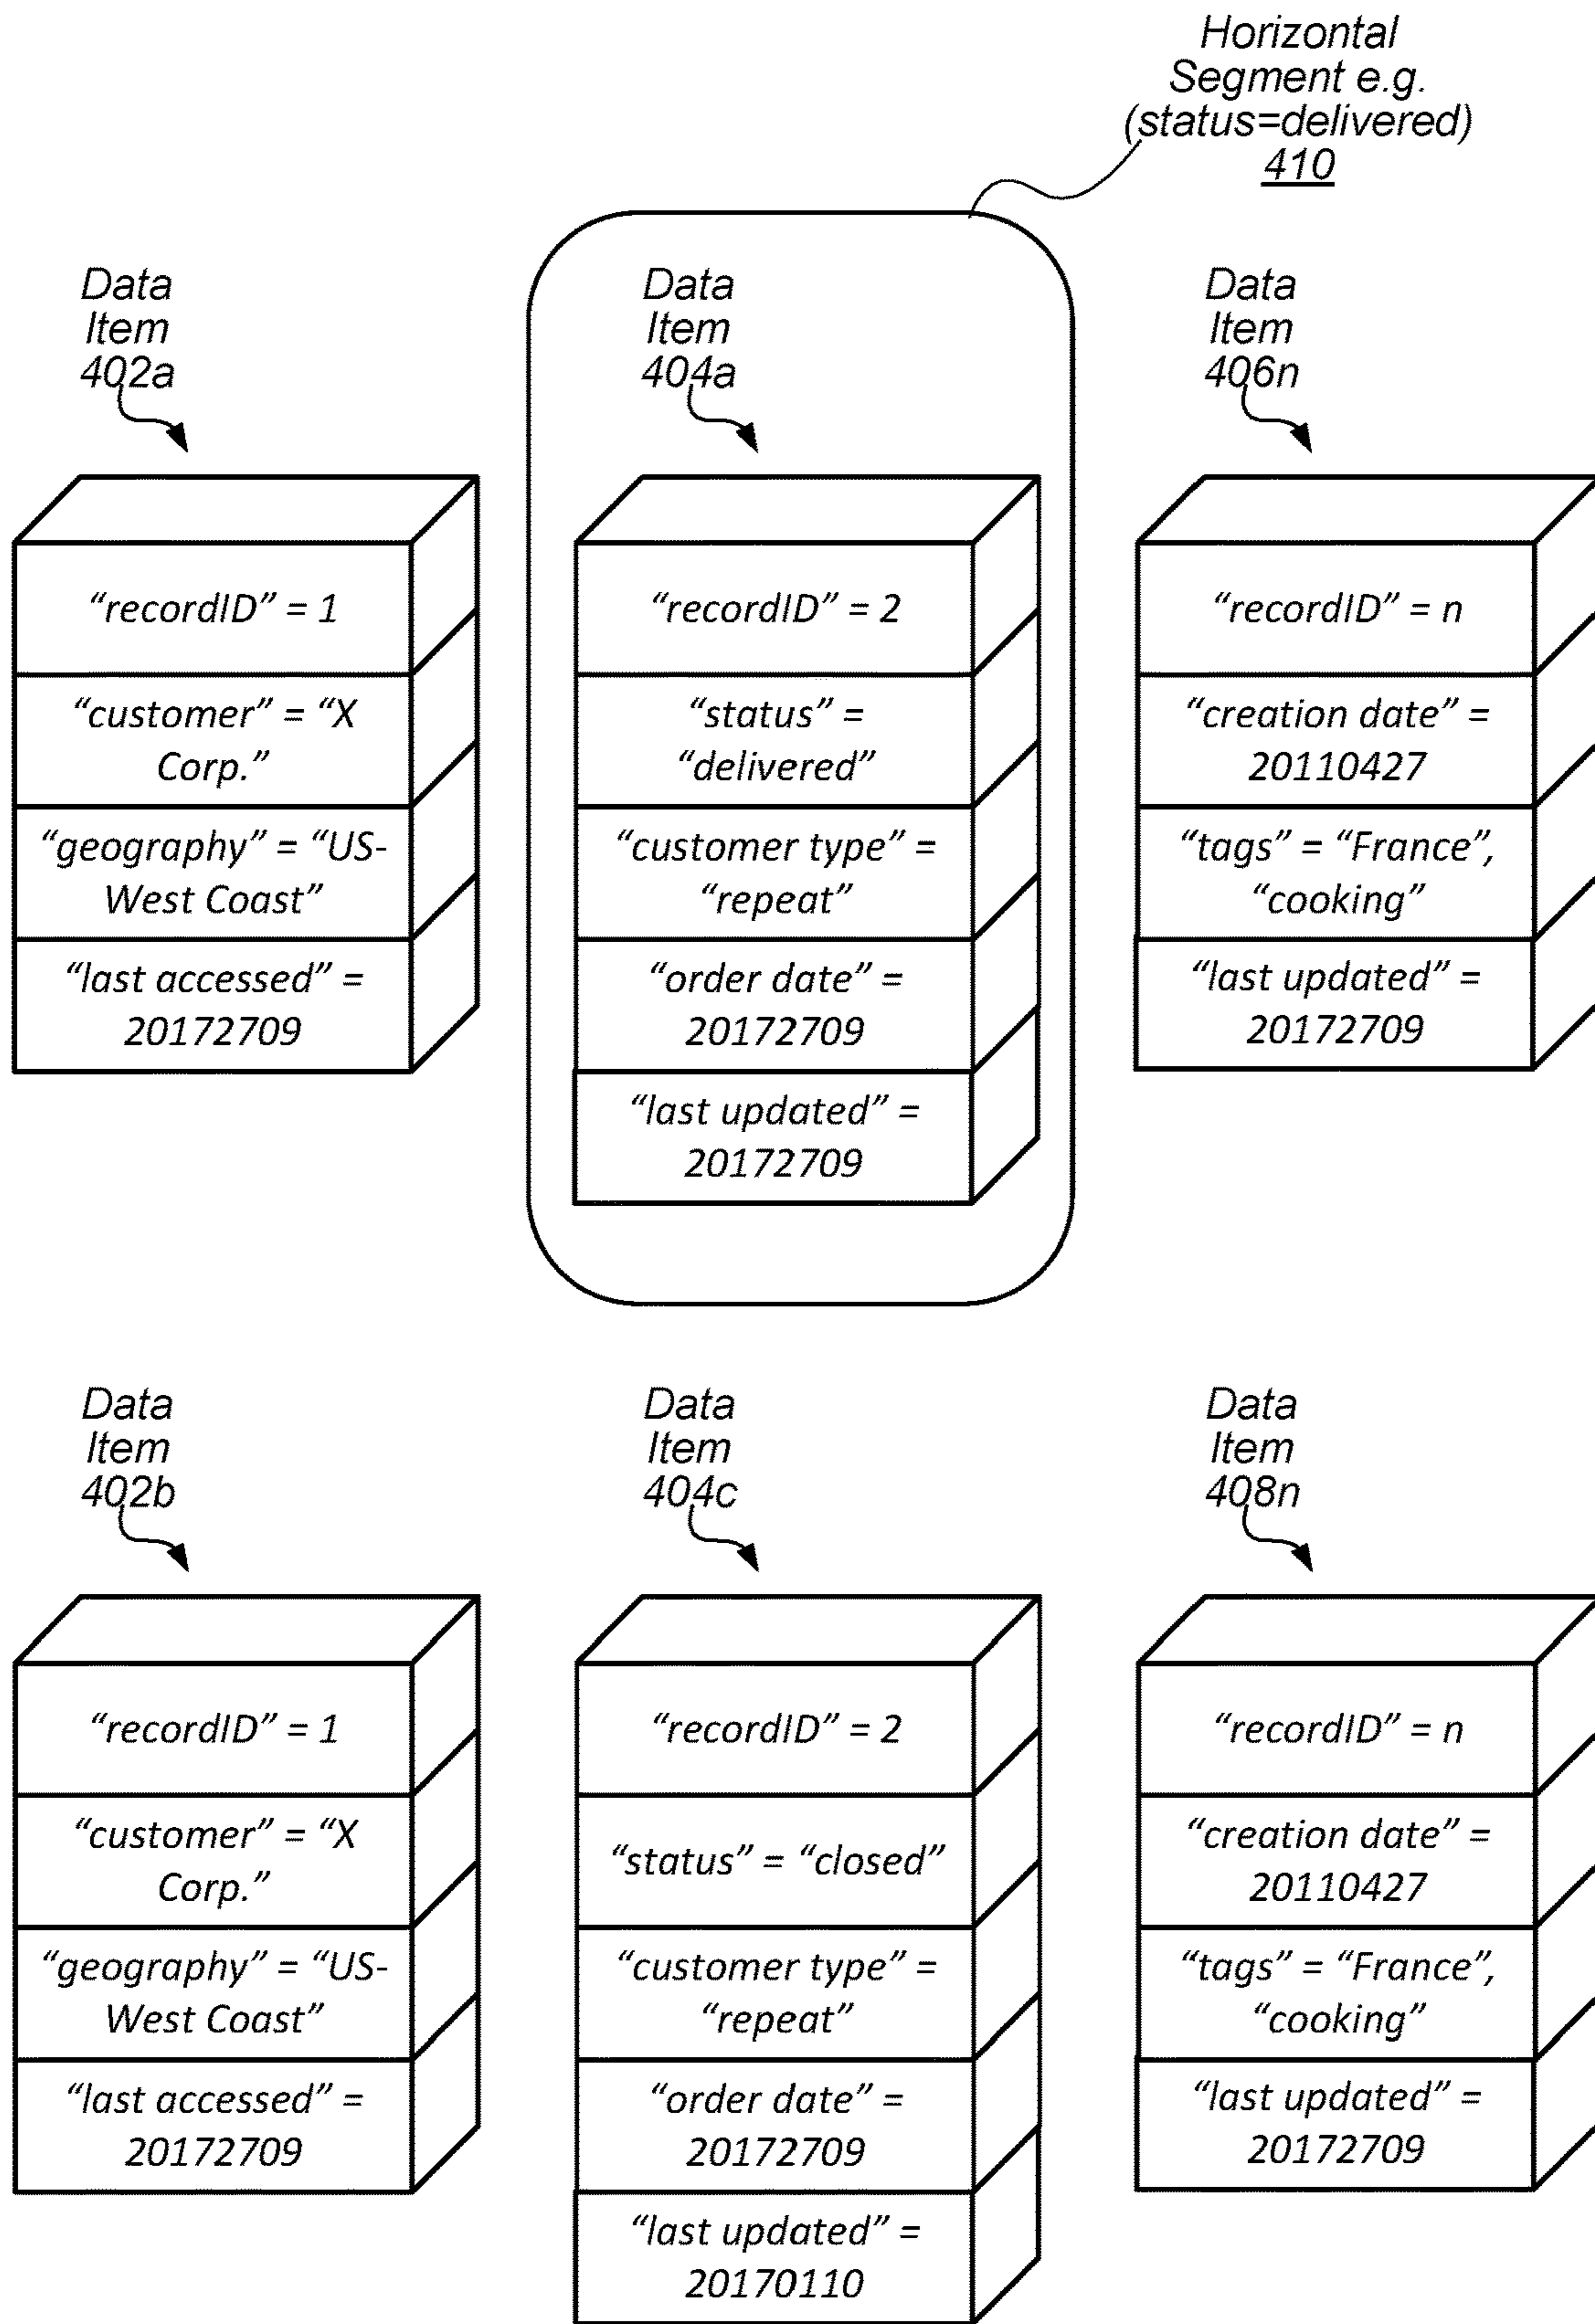 Horizontal
Segment e.g.
(status=delivered)
410
Data
Item
402a
“recordID” = 1
“customer” = “X
Corp.”
“geography” = “US-
West Coast”
“last accessed” =
20172709
Data
Item
404a
“recordID” = 2
“status” =
“delivered”
“customer type” =
“repeat”
“order date” =
20172709
“last updated” =
20172709
Data
Item
406n
“recordID” = n
“creation date” =
20110427
“tags” = “France”,
“cooking”
“last updated” =
20172709
Data
Item
402b
“recordID” = 1
“customer” = “X
Corp.”
“geography” = “US-
West Coast”
“last accessed” =
20172709
Data
Item
404c
“recordID” = 2
“status” = “closed”
“customer type” =
“repeat”
“order date” =
20172709
“last updated” =
20170110
Data
Item
408n
“recordID” = n
“creation date” =
20110427
“tags” = “France”,
“cooking”
“last updated” =
20172709